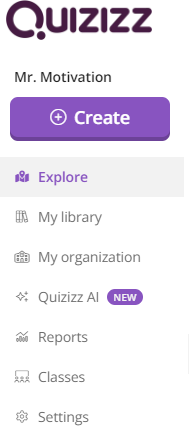 Quizizz
Mr. Motivation
Create
Explore
My library
My organization
Quizizz AI NEW
Reports
Classes
Settings